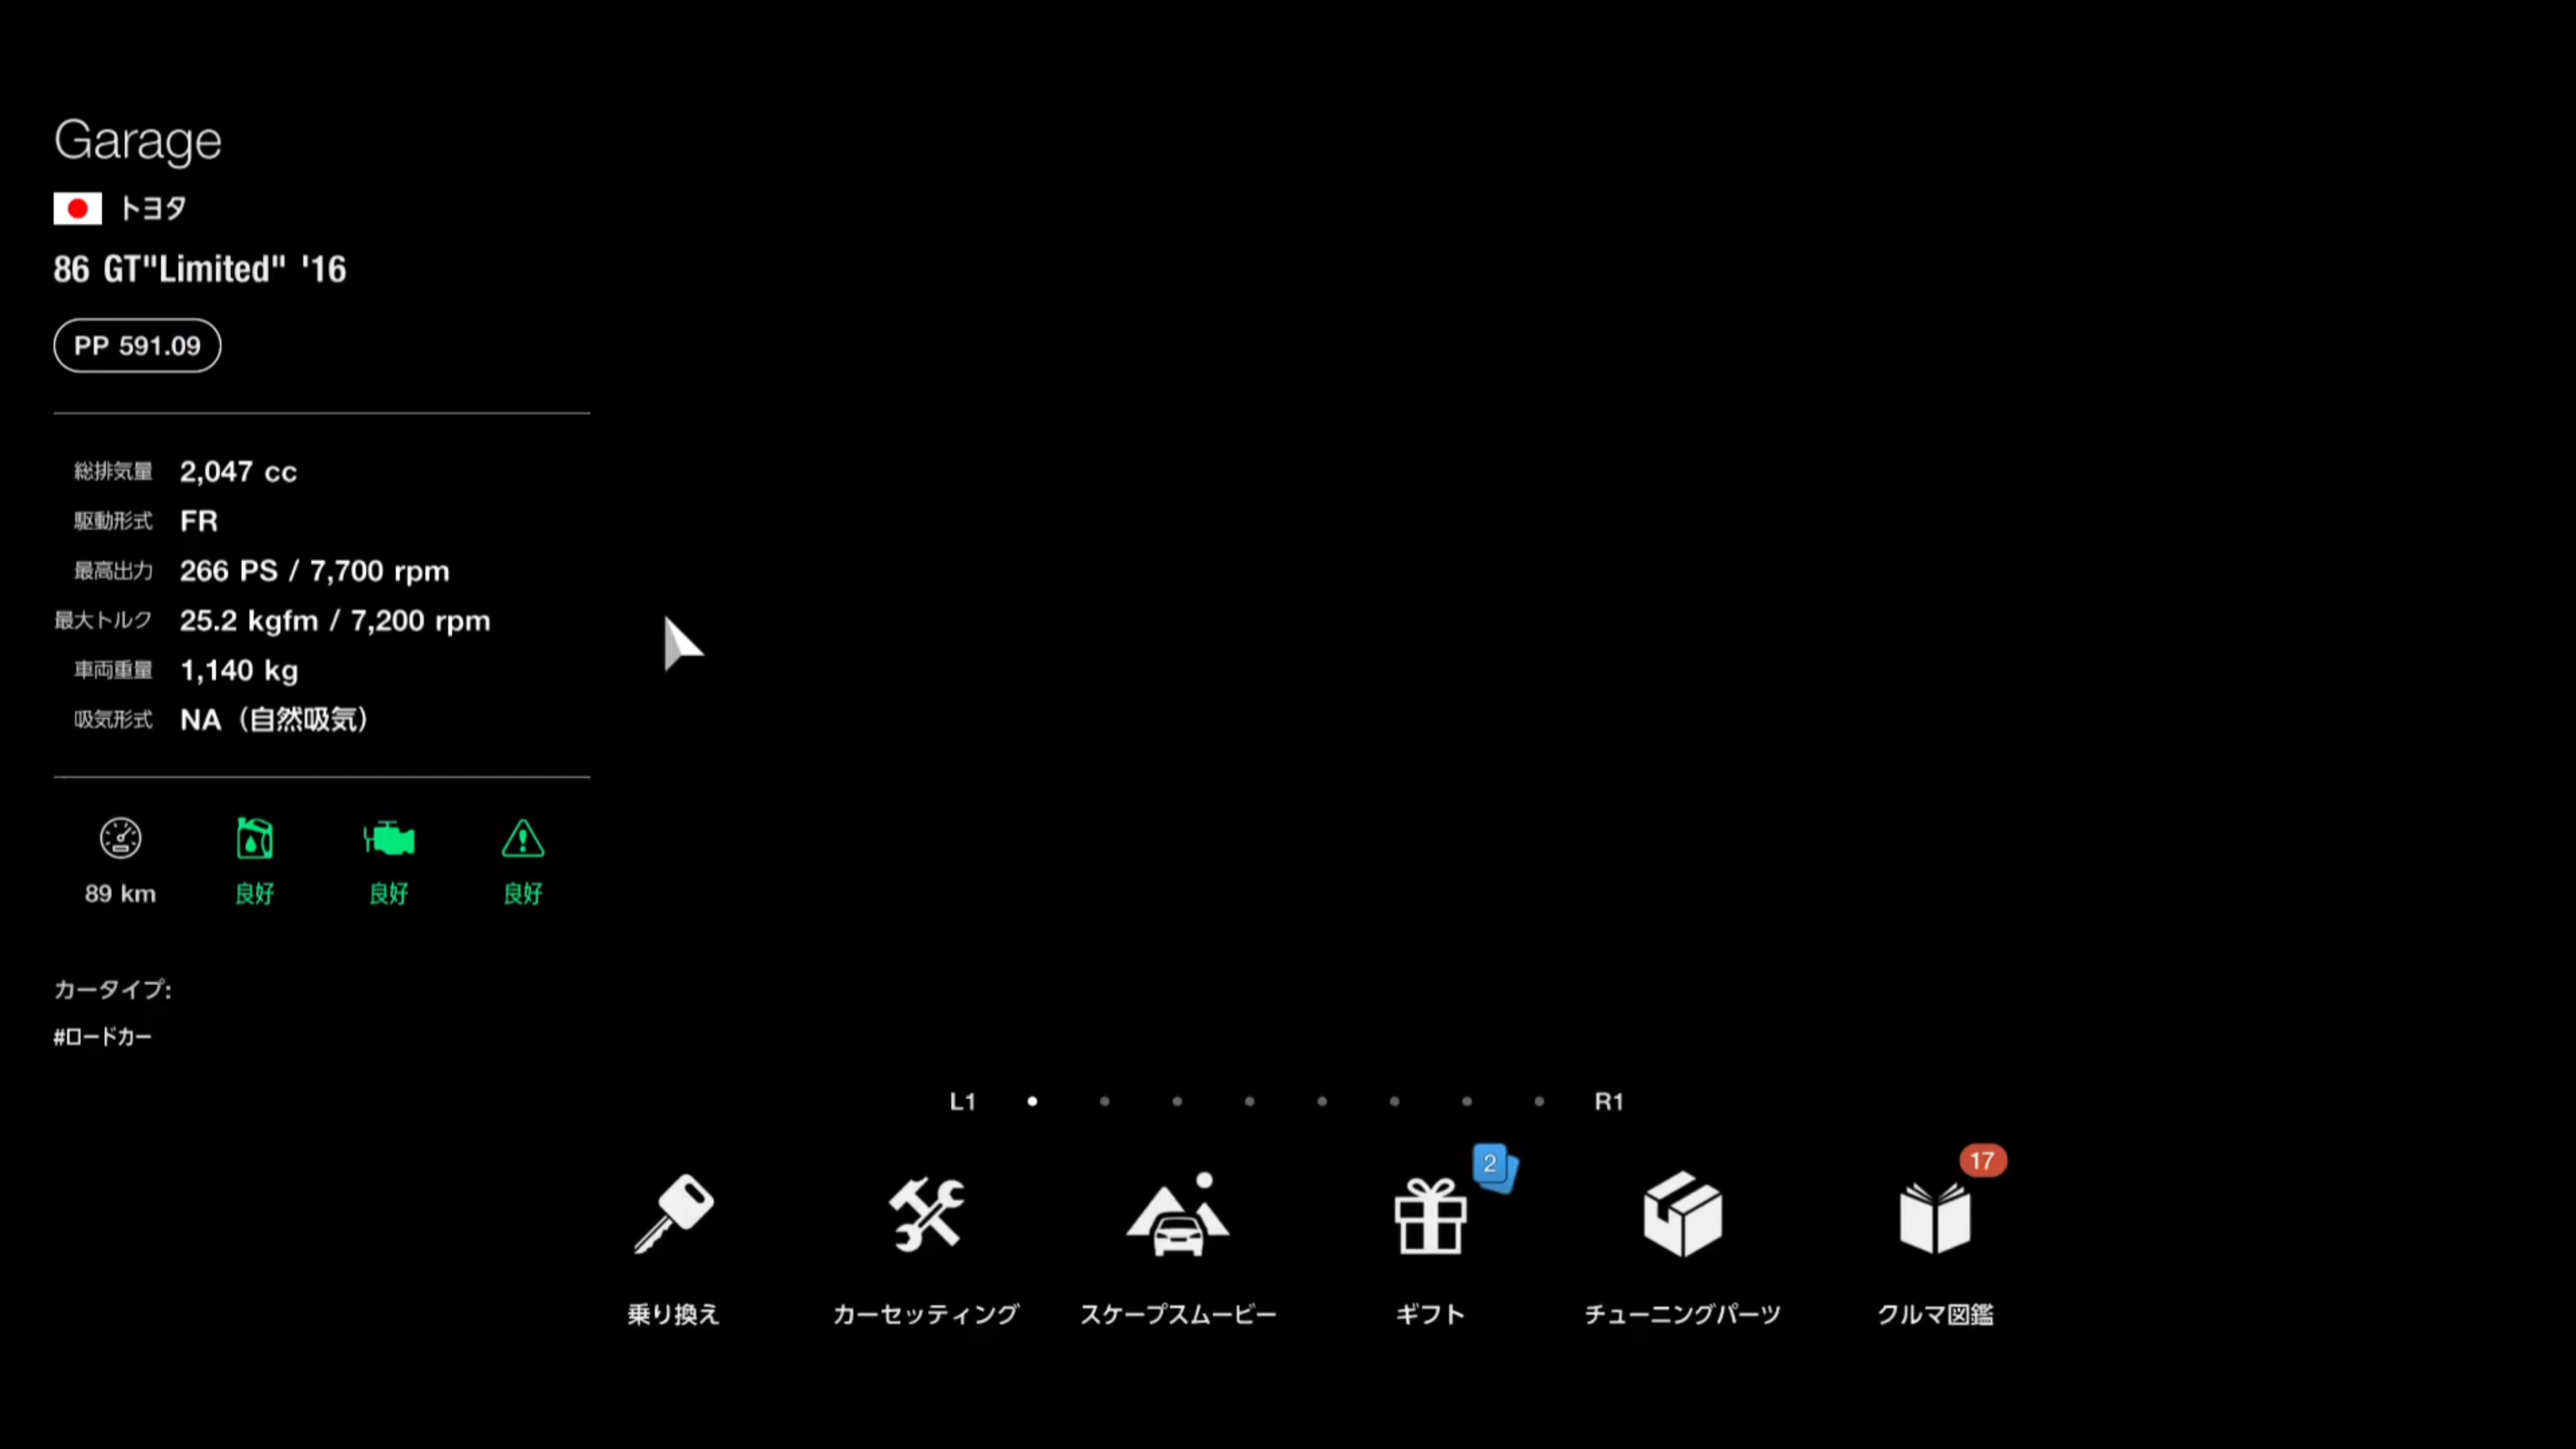 Garage
トヨタ
86 GT"Limited" '16
PP 591.09
総排気量 2,047 cc
駆動形式 FR
最高出力 266 PS / 7,700 rpm
最大トルク 25.2 kgfm / 7,200 rpm
車両重量 1,140 kg
吸気形式 NA（自然吸気）
89 km 良好 良好 良好
カータイプ:
#ロードカー
L1 R1
2 17
乗り換え カーセッティング スケープスムービー ギフト チューニングパーツ クルマ図鑑